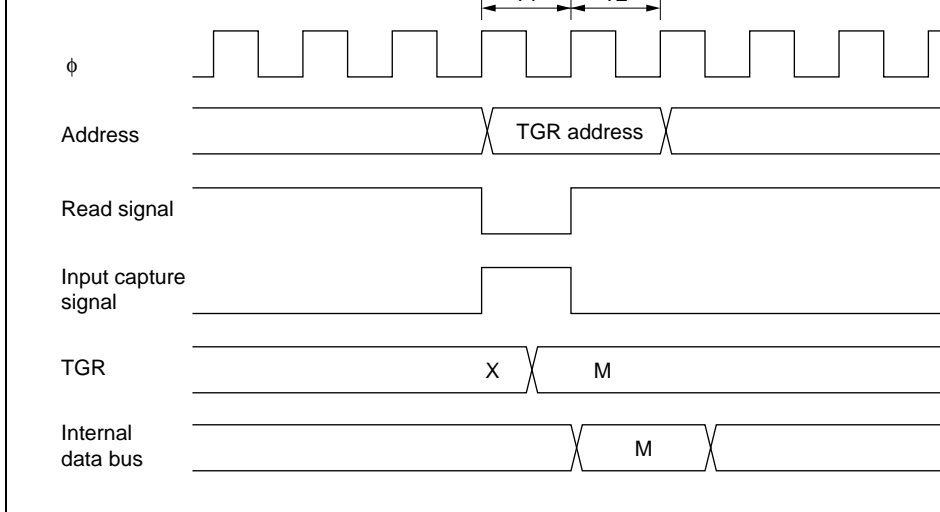 ϕ
Address
TGR address
Read signal
Input capture
signal
TGR
X
M
Internal
data bus
M